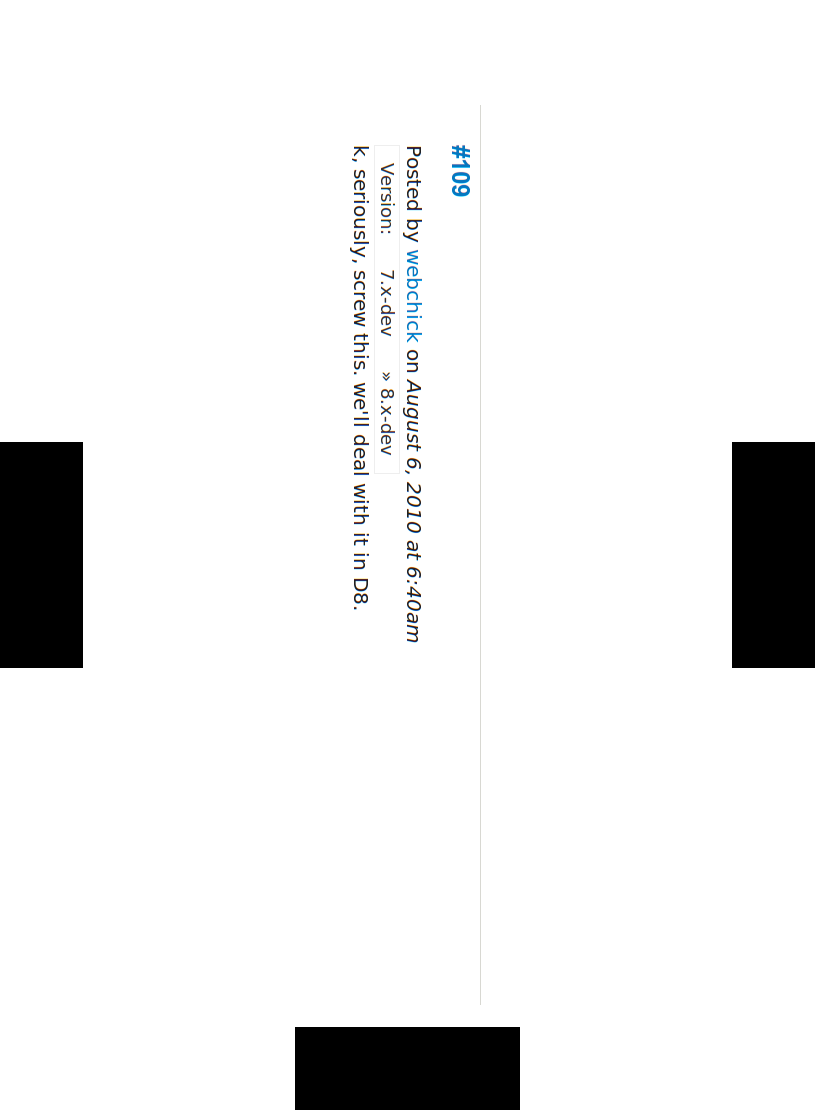 #109
Posted by webchick on August 6, 2010 at 6:40am
Version: 7.x-dev » 8.x-dev
k, seriously, screw this. we'll deal with it in D8.